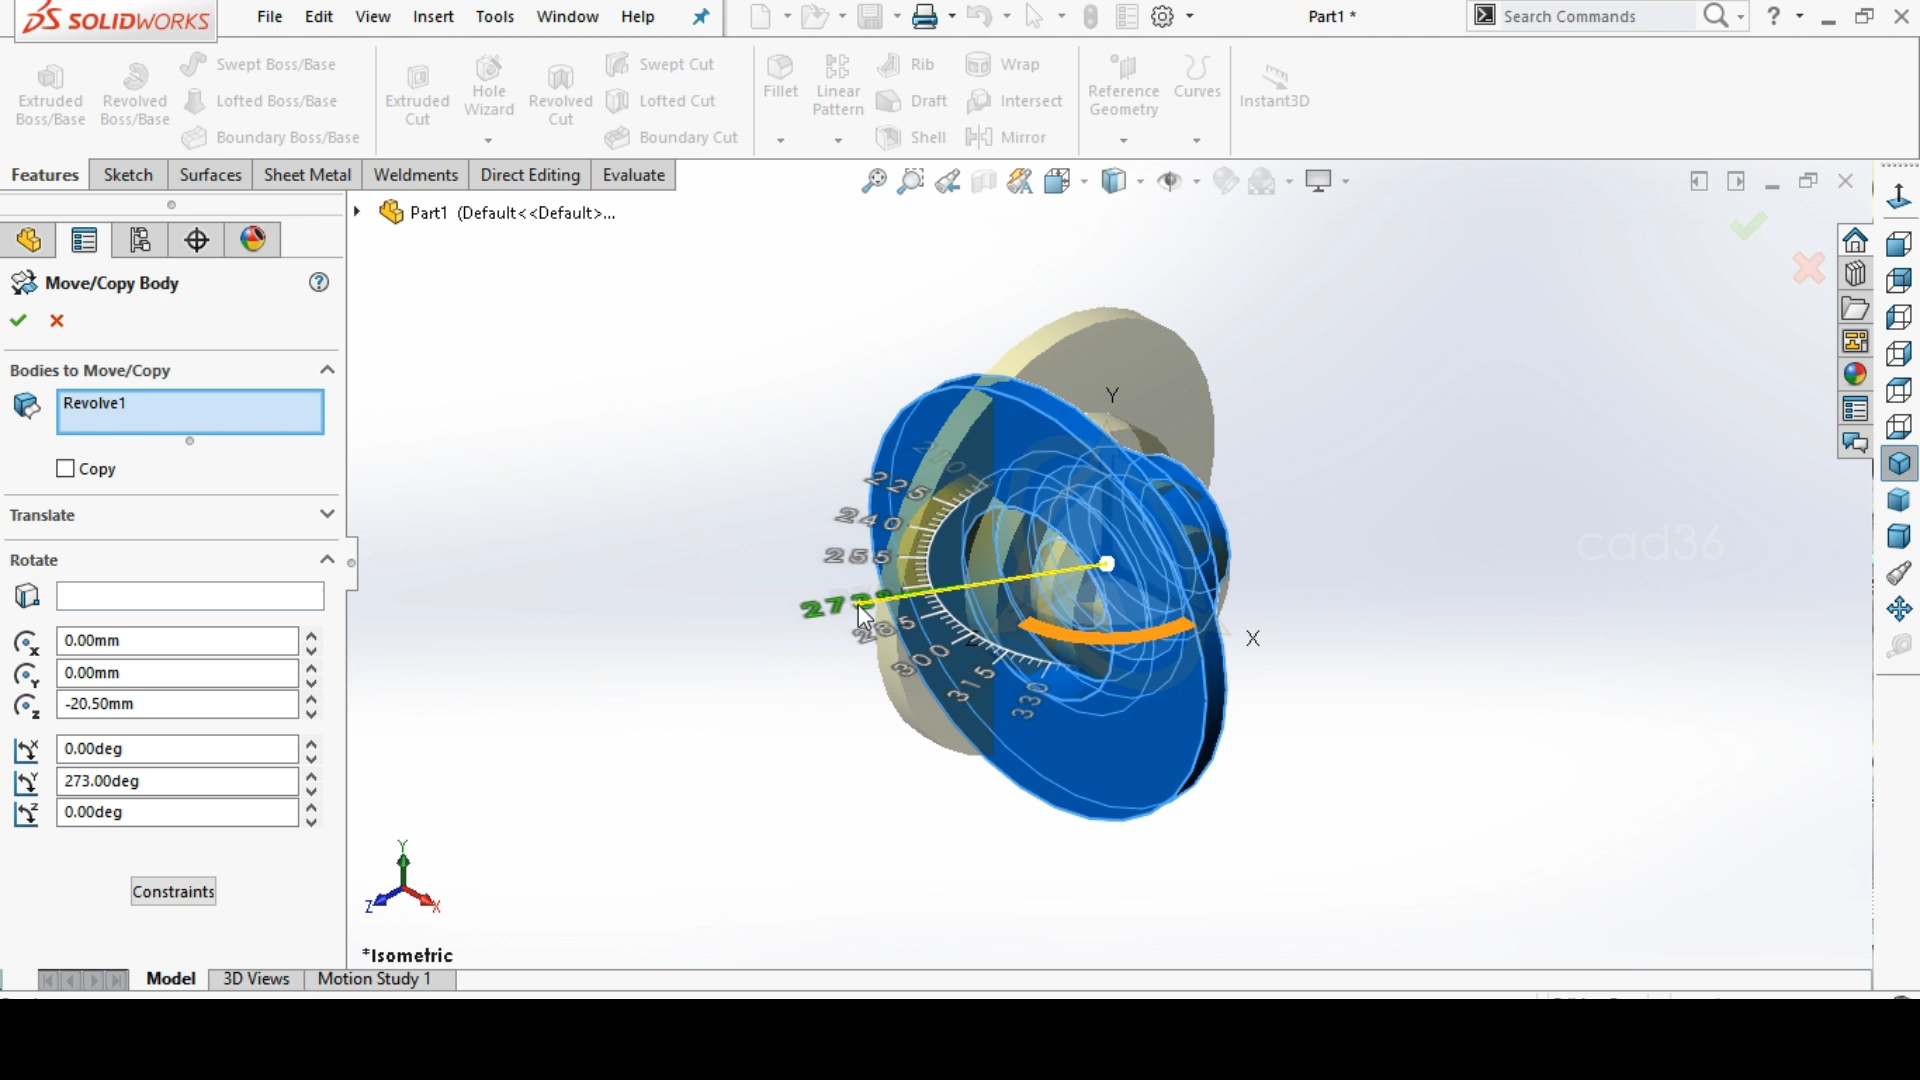 SOLIDWORKS
File Edit View Insert Tools Window Help
Part1 *
Search Commands
Extruded Boss/Base
Revolved Boss/Base
Swept Boss/Base
Lofted Boss/Base
Boundary Boss/Base
Extruded Cut
Hole Wizard
Revolved Cut
Swept Cut
Lofted Cut
Boundary Cut
Fillet
Linear Pattern
Rib
Draft
Shell
Wrap
Intersect
Mirror
Reference Geometry
Curves
Instant3D
Features Sketch Surfaces Sheet Metal Weldments Direct Editing Evaluate
Part1 (Default<<Default>...
Move/Copy Body
Bodies to Move/Copy
Revolve1
Copy
Translate
Rotate
0.00mm
0.00mm
-20.50mm
0.00deg
273.00deg
0.00deg
Constraints
Y
225
240
255
285
300
315
330
X
Z
cad36
Y
Z
X
*Isometric
Model 3D Views Motion Study 1